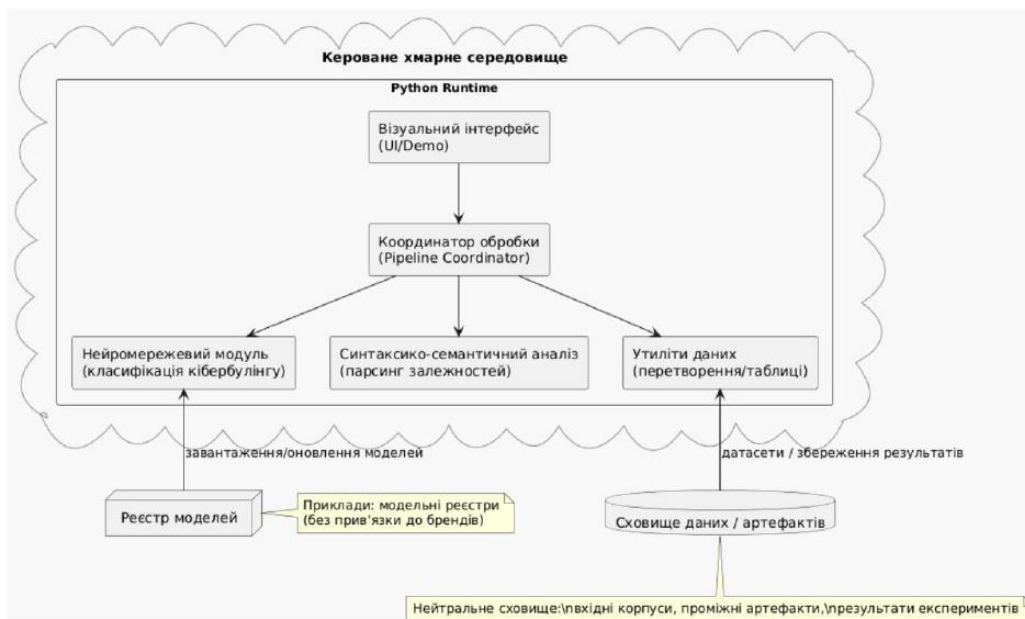 Кероване хмарне середовище
Python Runtime
Візуальний інтерфейс
(UI/Demo)
Координатор обробки
(Pipeline Coordinator)
Нейромережевий модуль
(класифікація кібербулінгу)
Синтаксико-семантичний аналіз
(парсинг залежностей)
Утиліти даних
(перетворення/таблиці)
завантаження/оновлення моделей
датасети / збереження результатів
Реєстр моделей
Приклади: модельні реєстри
(без прив'язки до брендів)
Сховище даних / артефактів
Нейтральне сховище:\nвхідні корпуси, проміжні артефакти,\nрезультати експериментів